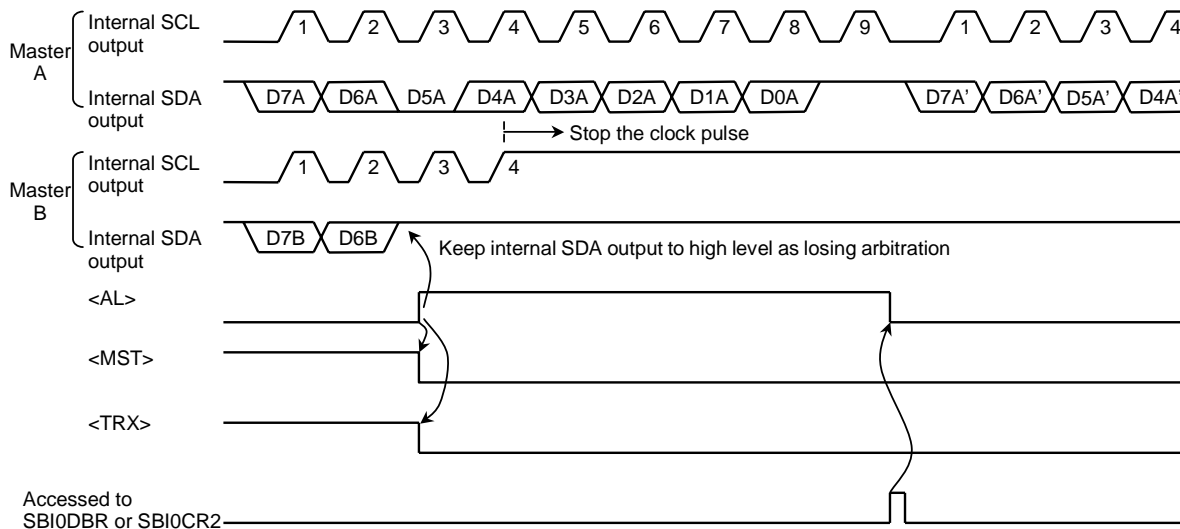 Master A
Internal SCL output
1 2 3 4 5 6 7 8 9 1 2 3 4
Internal SDA output
D7A D6A D5A D4A D3A D2A D1A D0A D7A' D6A' D5A' D4A'
Stop the clock pulse
Master B
Internal SCL output
1 2 3 4
Internal SDA output
D7B D6B
Keep internal SDA output to high level as losing arbitration
<AL>
<MST>
<TRX>
Accessed to
SBI0DBR or SBI0CR2